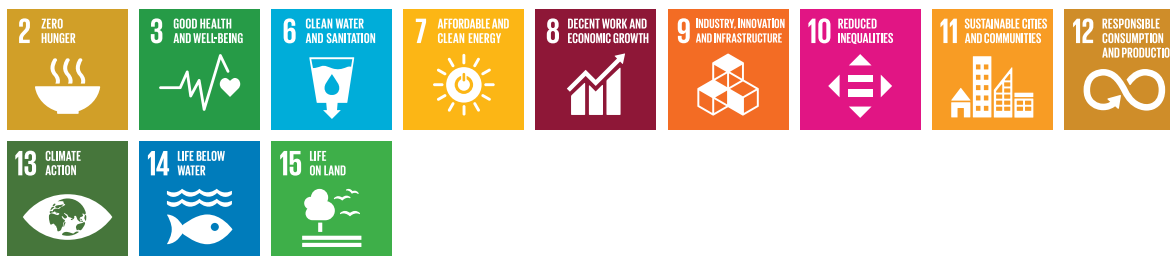 2 ZERO
HUNGER
3 GOOD HEALTH
AND WELL-BEING
6 CLEAN WATER
AND SANITATION
7 AFFORDABLE AND
CLEAN ENERGY
8 DECENT WORK AND
ECONOMIC GROWTH
9 INDUSTRY, INNOVATION
AND INFRASTRUCTURE
10 REDUCED
INEQUALITIES
11 SUSTAINABLE CITIES
AND COMMUNITIES
12 RESPONSIBLE
CONSUMPTION
AND PRODUCTIO
13 CLIMATE
ACTION
14 LIFE BELOW
WATER
15 LIFE
ON LAND